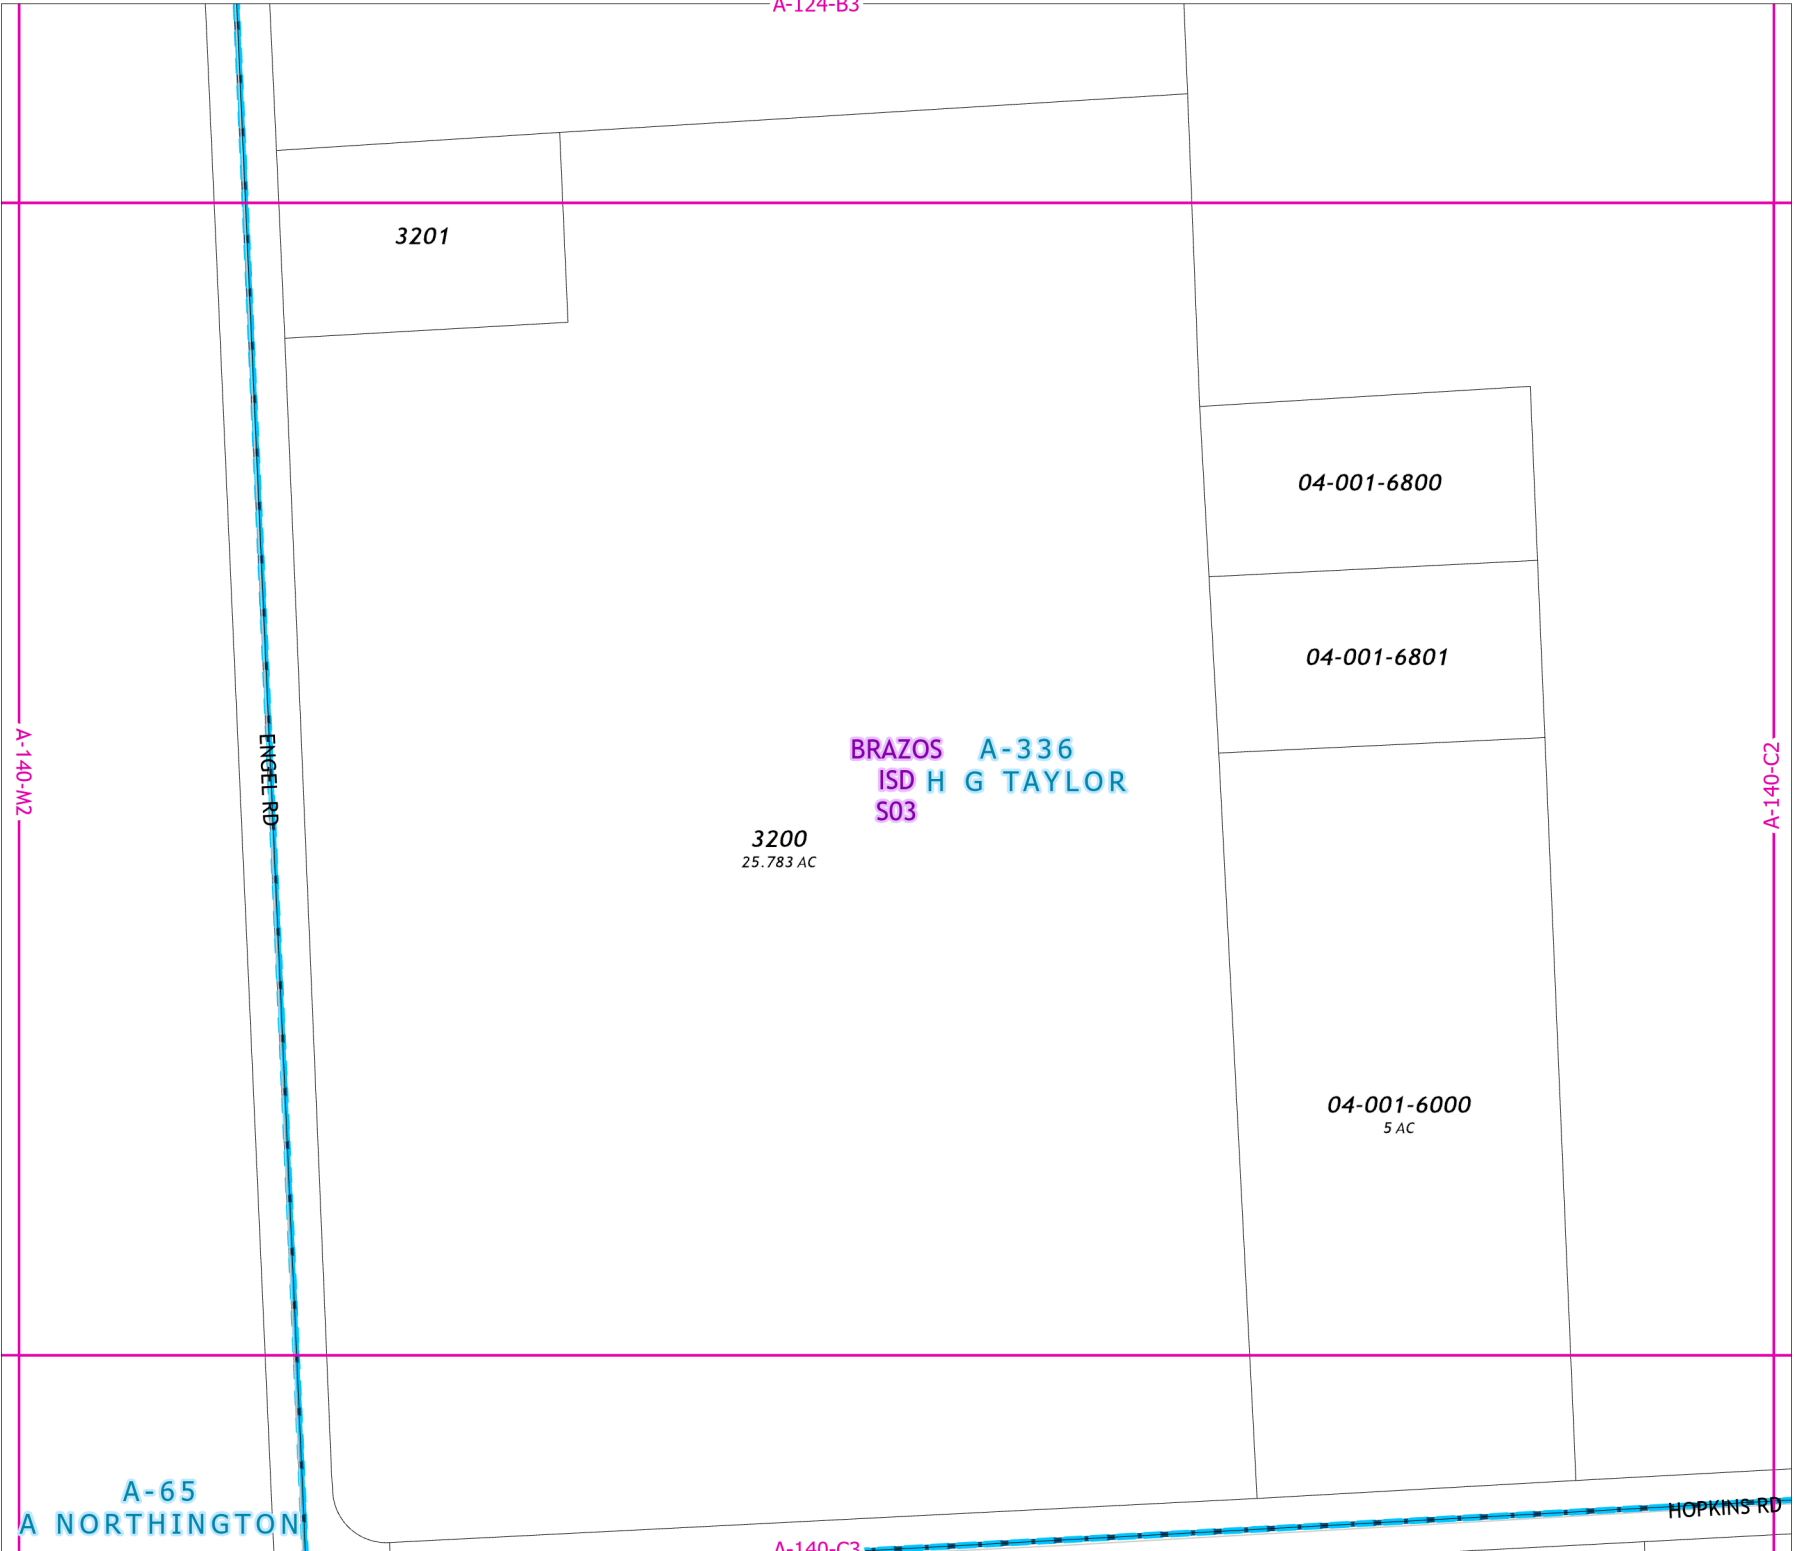 A-124-B3
3201
04-001-6800
04-001-6801
A-140-M2
ENGEL RD
BRAZOS
ISD
S03
A-336
H G TAYLOR
A-140-C2
3200
25.783 AC
04-001-6000
5 AC
A-65
A NORTHINGTON
HOPKINS RD
A-140-C3